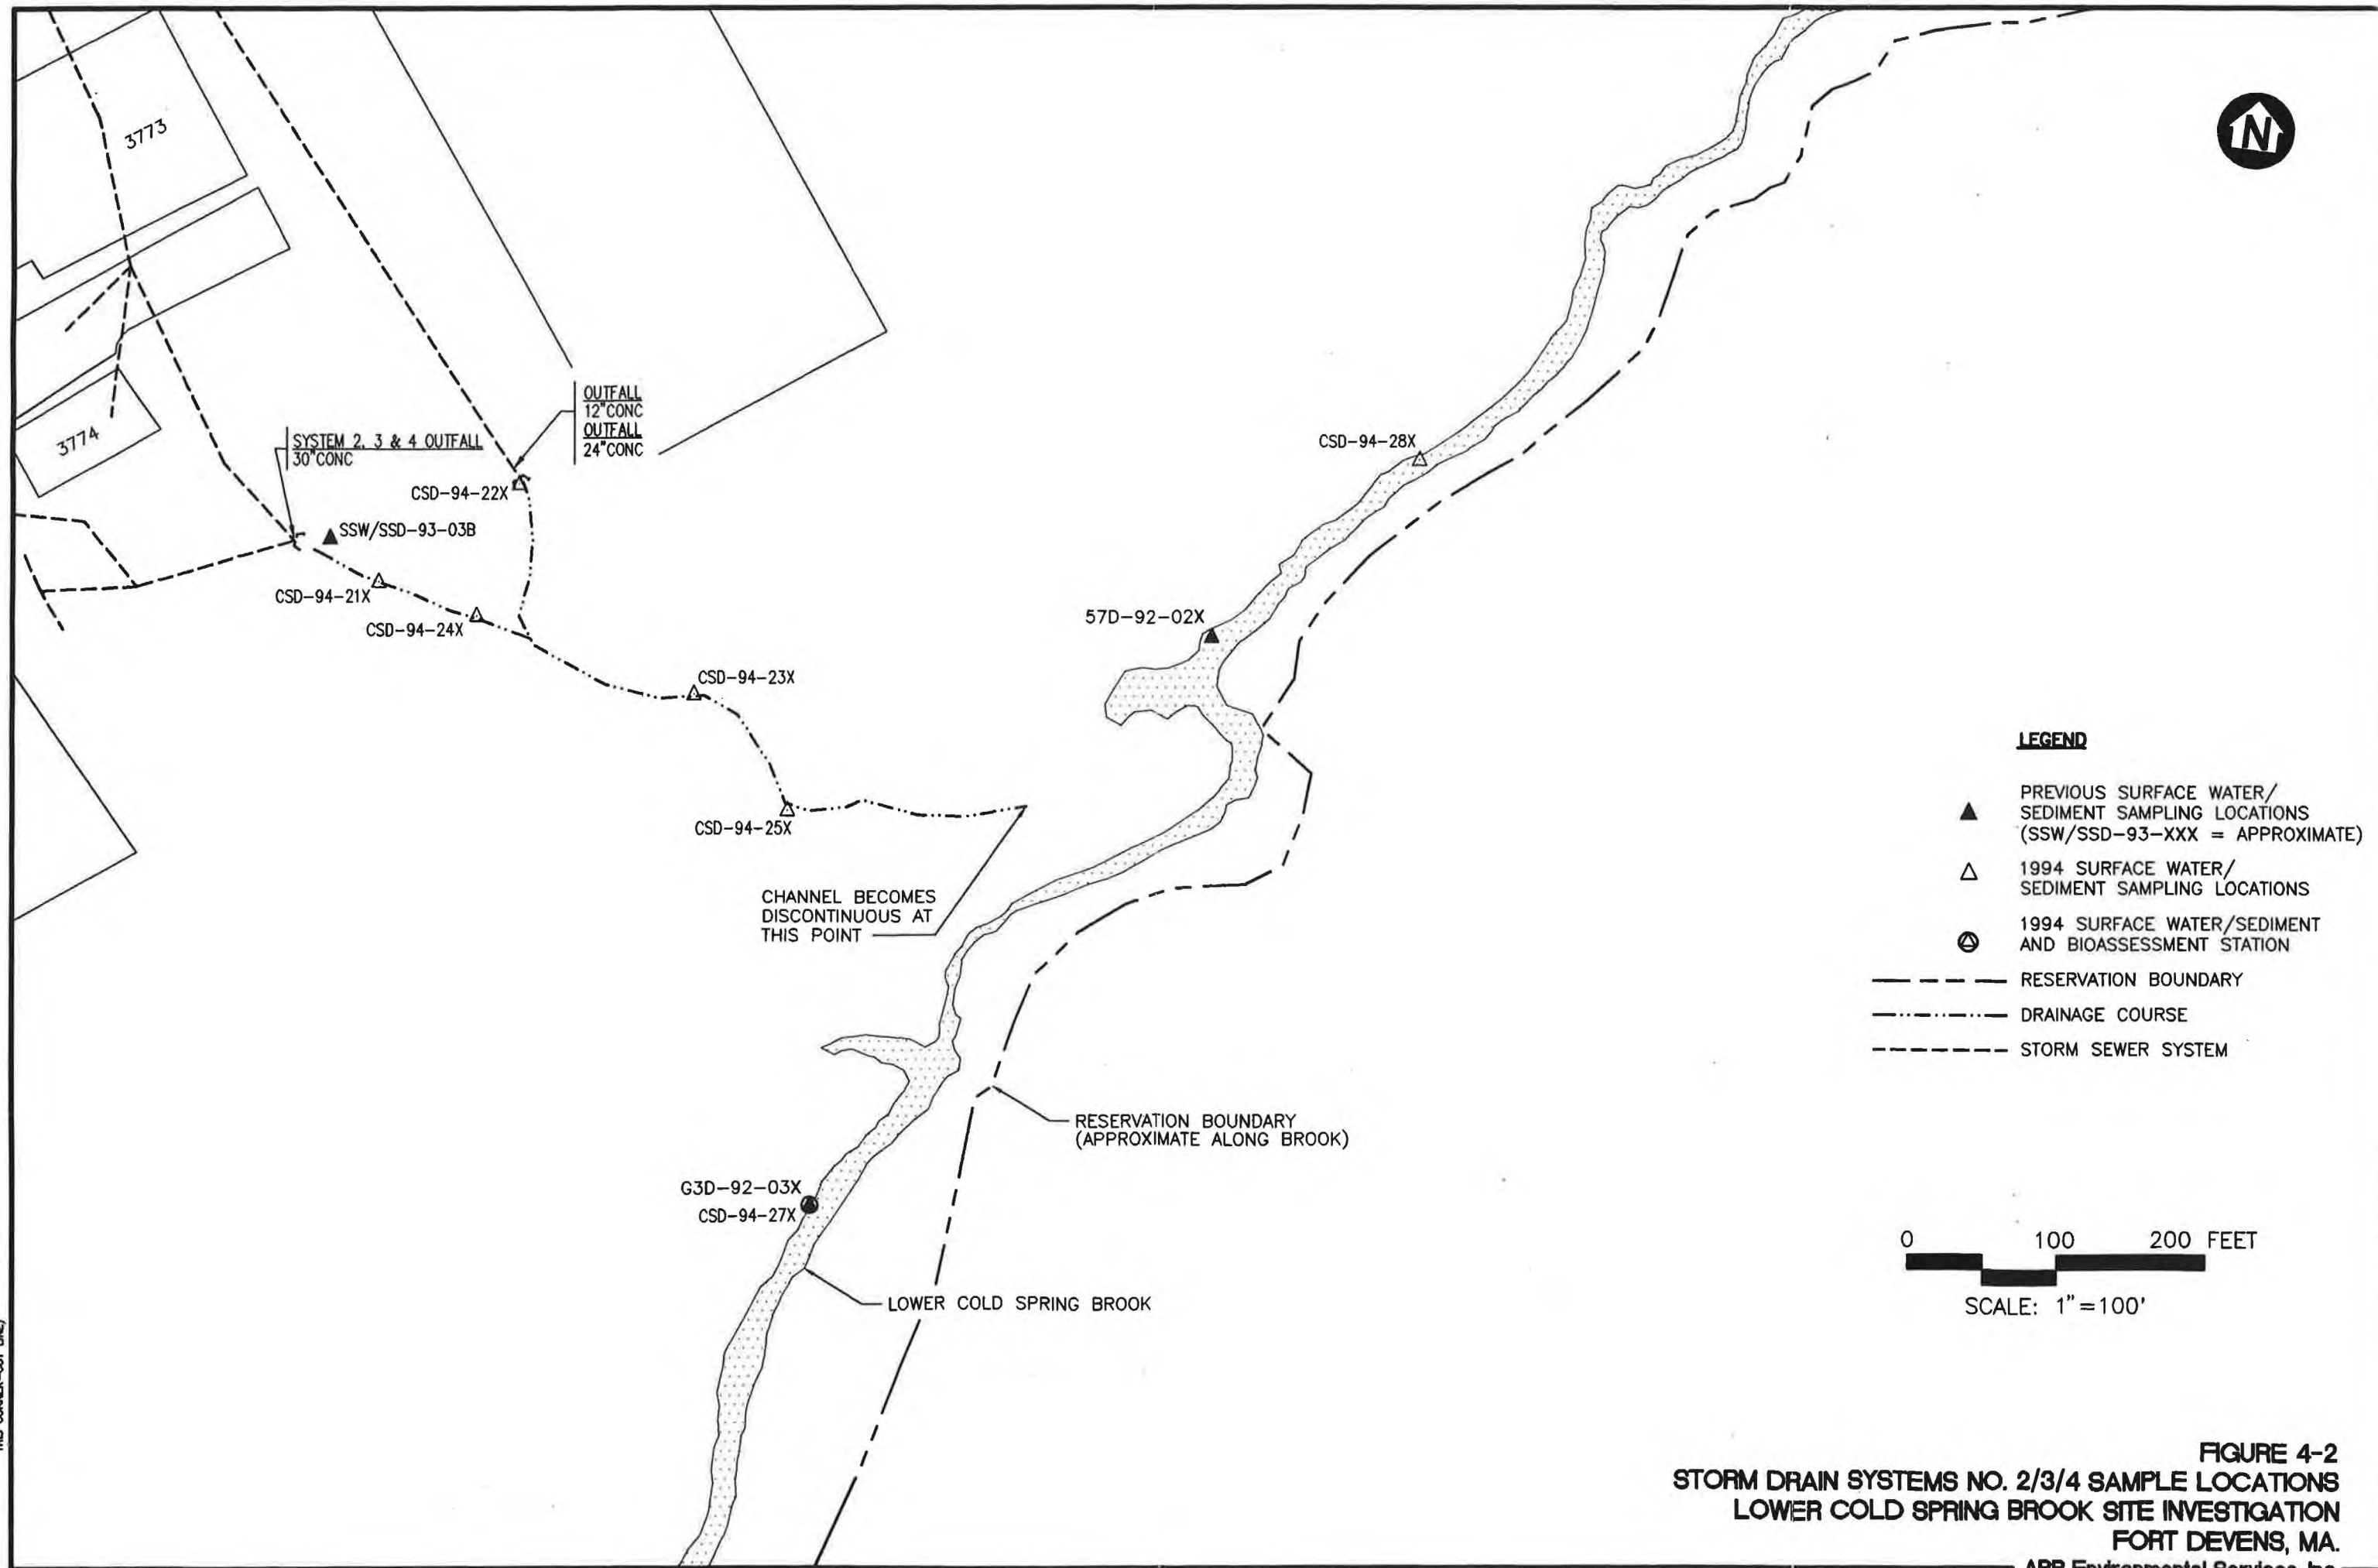 3773
N
OUTFALL
12"CONC
OUTFALL
24"CONC
3774
SYSTEM 2, 3 & 4 OUTFALL
30"CONC
CSD-94-28X
CSD-94-22X
SSW/SSD-93-03B
CSD-94-21X
CSD-94-24X
57D-92-02X
CSD-94-23X
CSD-94-25X
CHANNEL BECOMES
DISCONTINUOUS AT
THIS POINT
LEGEND
PREVIOUS SURFACE WATER/
SEDIMENT SAMPLING LOCATIONS
(SSW/SSD-93-XXX = APPROXIMATE)
1994 SURFACE WATER/
SEDIMENT SAMPLING LOCATIONS
1994 SURFACE WATER/SEDIMENT
AND BIOASSESSMENT STATION
RESERVATION BOUNDARY
DRAINAGE COURSE
STORM SEWER SYSTEM
RESERVATION BOUNDARY
(APPROXIMATE ALONG BROOK)
G3D-92-03X
CSD-94-27X
LOWER COLD SPRING BROOK
0 100 200 FEET
SCALE: 1"=100'
FIGURE 4-2
STORM DRAIN SYSTEMS NO. 2/3/4 SAMPLE LOCATIONS
LOWER COLD SPRING BROOK SITE INVESTIGATION
FORT DEVENS, MA.
ABB Environmental Services, Inc.